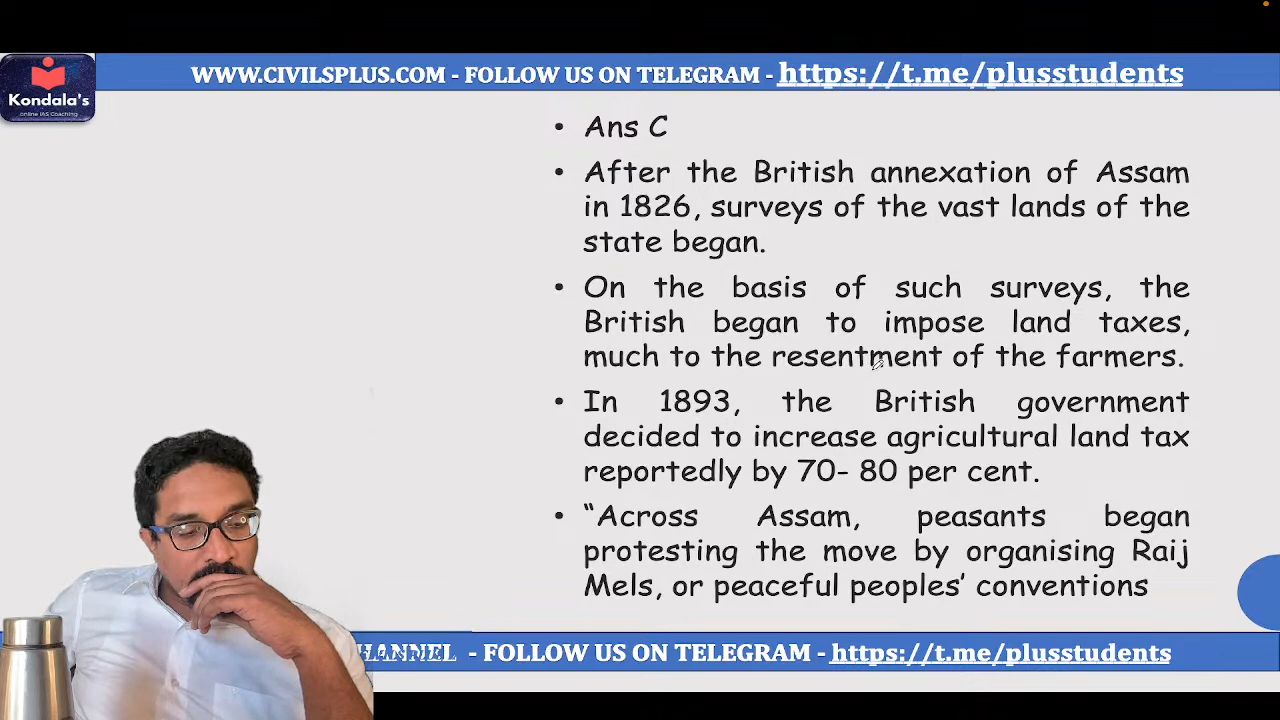 WWW.CIVILSPLUS.COM - FOLLOW US ON TELEGRAM - https://t.me/plusstudents
Kondala's
Online IAS Coaching
• Ans C
• After the British annexation of Assam
in 1826, surveys of the vast lands of the
state began.
• On the basis of such surveys, the
British began to impose land taxes,
much to the resentment of the farmers.
• In 1893, the British government
decided to increase agricultural land tax
reportedly by 70- 80 per cent.
• “Across Assam, peasants began
protesting the move by organising Raij
Mels, or peaceful peoples’ conventions
HANNEL - FOLLOW US ON TELEGRAM - https://t.me/plusstudents